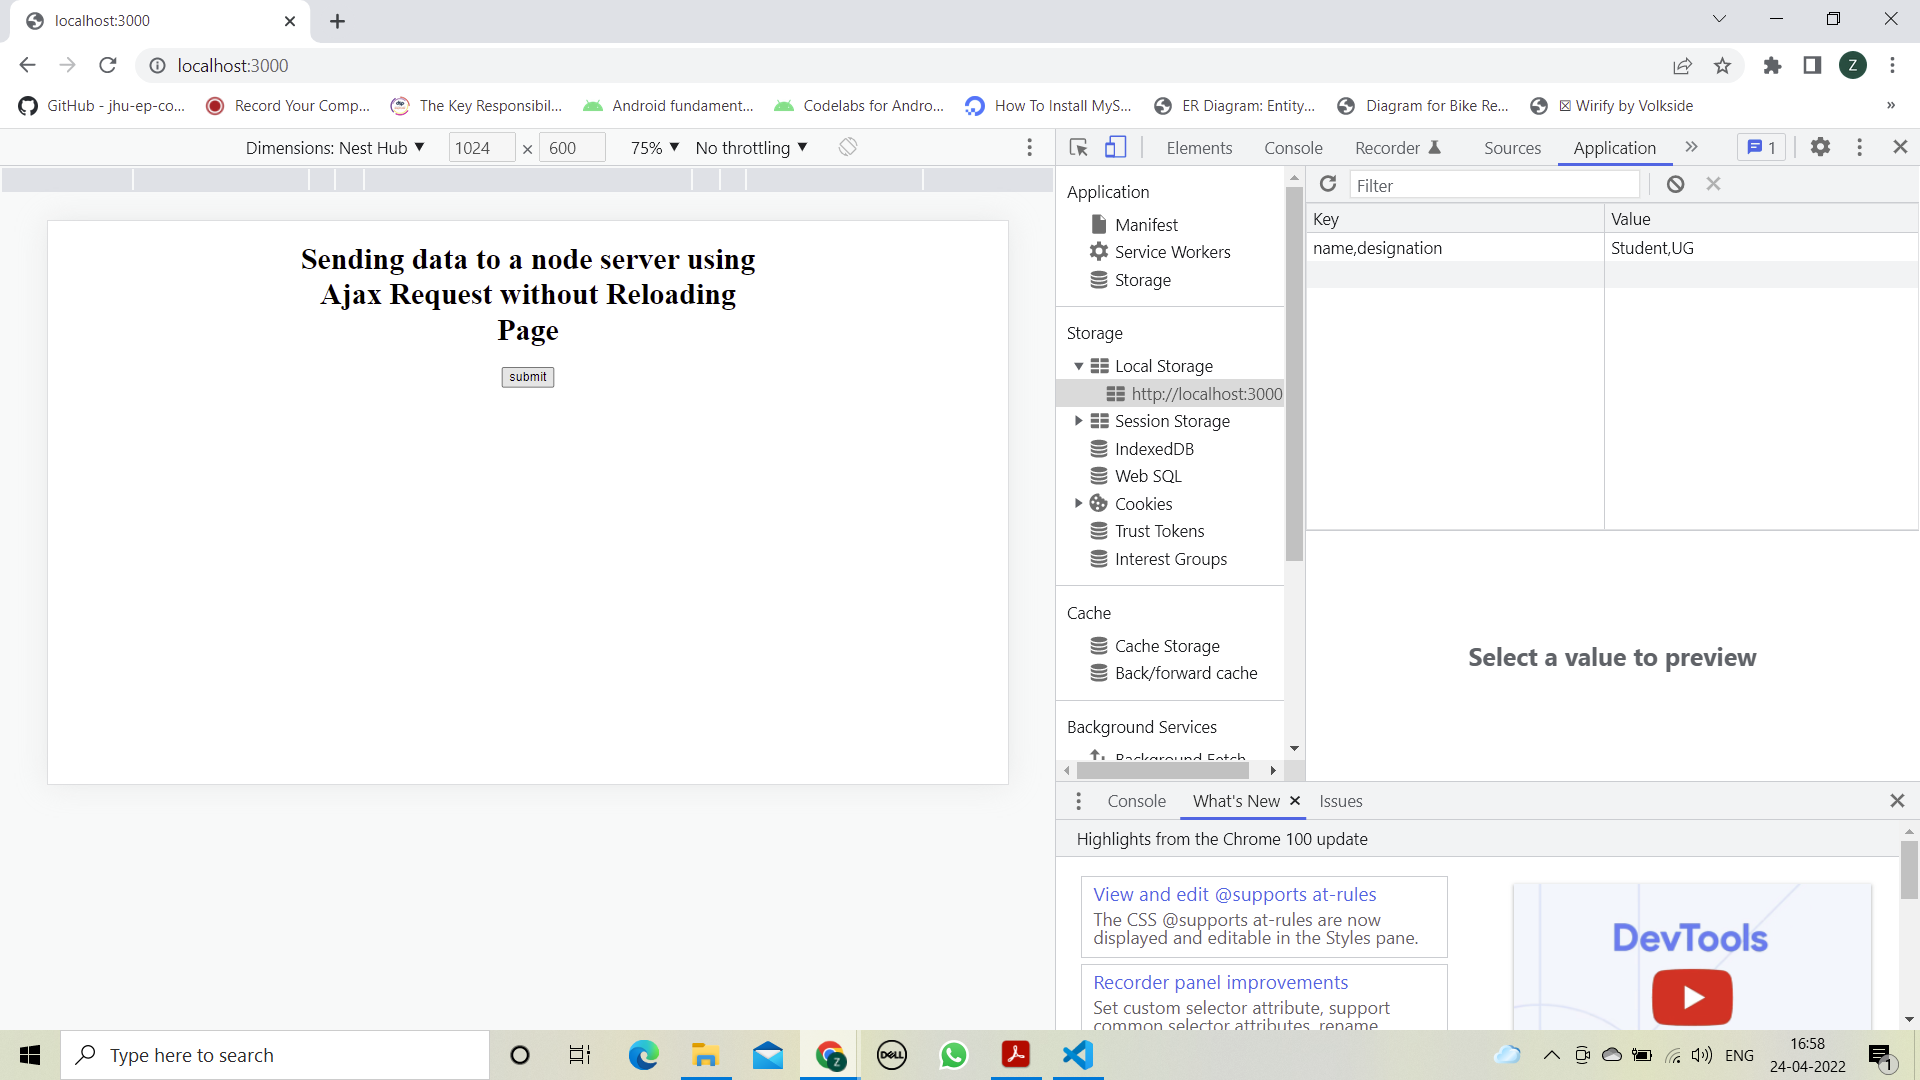 localhost:3000
localhost:3000
Z
GitHub - jhu-ep-co...
Record Your Comp...
The Key Responsibil...
Android fundament...
Codelabs for Andro...
How To Install MyS...
ER Diagram: Entity...
Diagram for Bike Re...
Wirify by Volkside
»
Dimensions: Nest Hub ▼ 1024 × 600 75% ▼ No throttling ▼
Elements Console Recorder Sources Application » 1
Sending data to a node server using
Ajax Request without Reloading
Page
submit
Application
Manifest
Service Workers
Storage
Storage
Local Storage
http://localhost:3000
Session Storage
IndexedDB
Web SQL
Cookies
Trust Tokens
Interest Groups
Cache
Cache Storage
Back/forward cache
Background Services
Background Fetch
Filter
Key Value
name,designation Student,UG
Select a value to preview
Console What's New Issues
Highlights from the Chrome 100 update
View and edit @supports at-rules
The CSS @supports at-rules are now
displayed and editable in the Styles pane.
Recorder panel improvements
Set custom selector attribute, support
common selector attributes, rename
DevTools
Type here to search
Z
DELL
ENG
16:58
24-04-2022
1